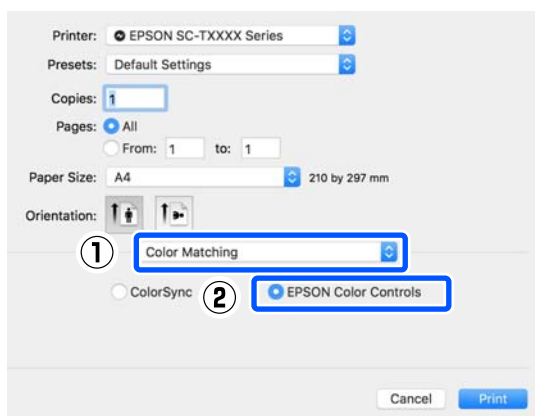 Printer: EPSON SC-TXXXX Series
Presets: Default Settings
Copies: 1
Pages: All
From: 1 to: 1
Paper Size: A4 210 by 297 mm
Orientation:
① Color Matching
ColorSync ② EPSON Color Controls
Cancel Print